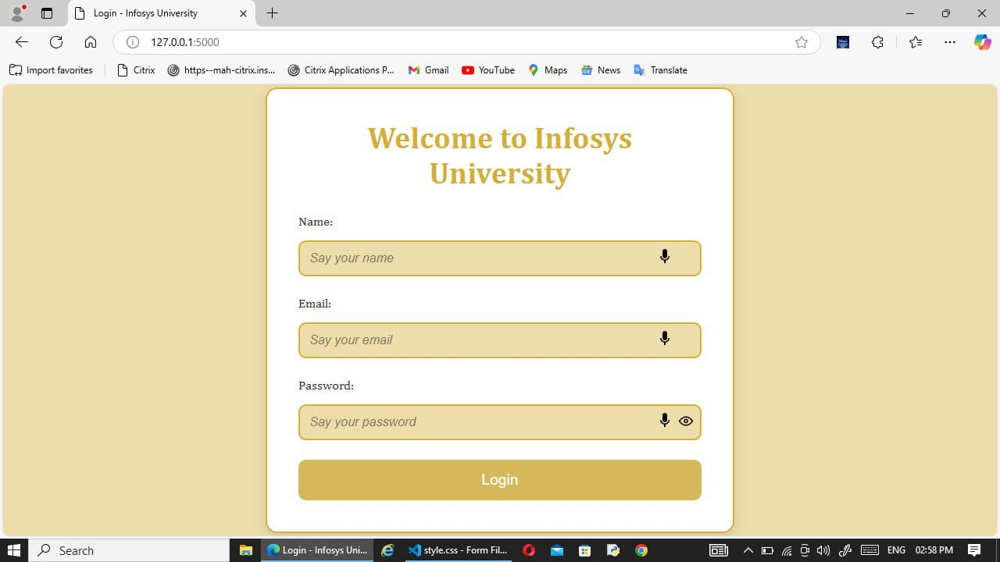 Login - Infosys University
127.0.0.1:5000
Import favorites
Citrix
https--mah-citrix.ins...
Citrix Applications P...
Gmail
YouTube
Maps
News
Translate
Welcome to Infosys
University
Name:
Say your name
Email:
Say your email
Password:
Say your password
Login
Search
Login - Infosys Uni...
style.css - Form Fil...
ENG
02:58 PM